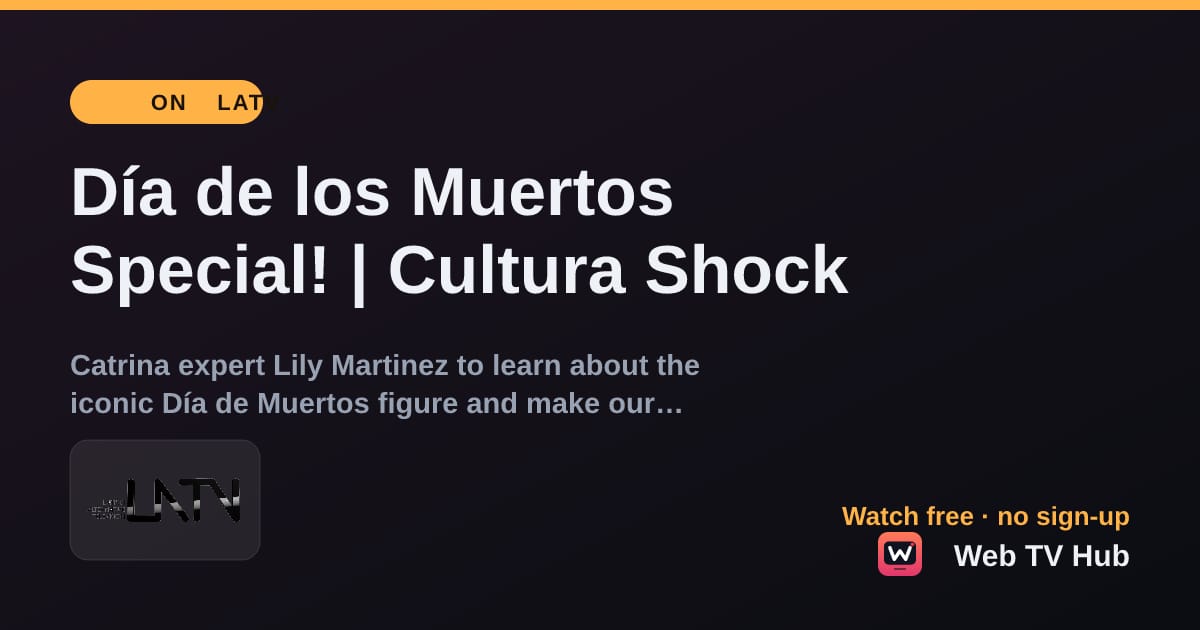 ON LAT
Día de los Muertos
Special! | Cultura Shock
Catrina expert Lily Martinez to learn about the
iconic Día de Muertos figure and make our…
LATV
Watch free · no sign-up
W Web TV Hub